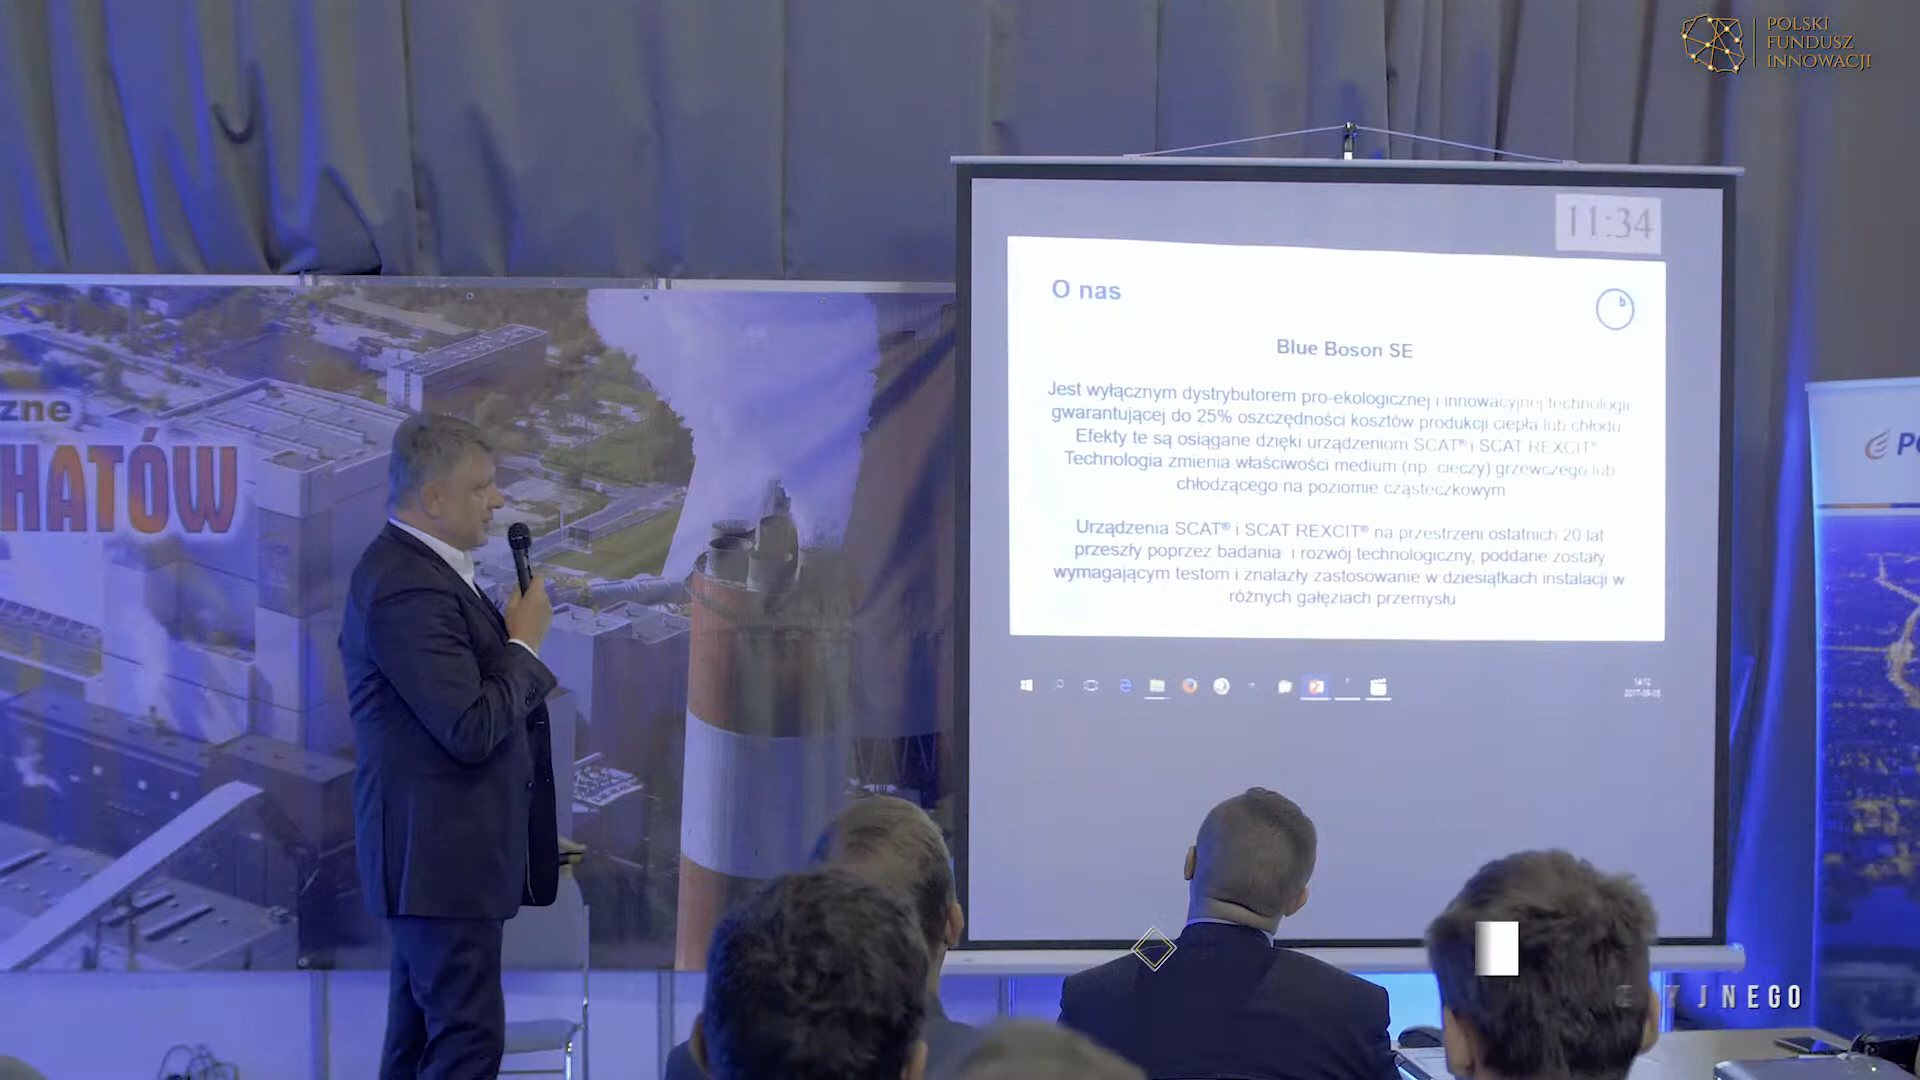 POLSKI
FUNDUSZ
INNOWACJI
11:34
O nas
b
Blue Boson SE
Jest wyłącznym dystrybutorem pro-ekologicznej i innowacyjnej technologii
gwarantującej do 25% oszczędności kosztów produkcji ciepła lub chłodu
Efekty te są osiągane dzięki urządzeniom SCAT® i SCAT REXCIT®
Technologia zmienia właściwości medium (np. cieczy) grzewczego lub
chłodzącego na poziomie cząsteczkowym
Urządzenia SCAT® i SCAT REXCIT® na przestrzeni ostatnich 20 lat
przeszły poprzez badania i rozwój technologiczny, poddane zostały
wymagającym testom i znalazły zastosowanie w dziesiątkach instalacji w
różnych gałęziach przemysłu
zne
HATÓW
YJNEGO